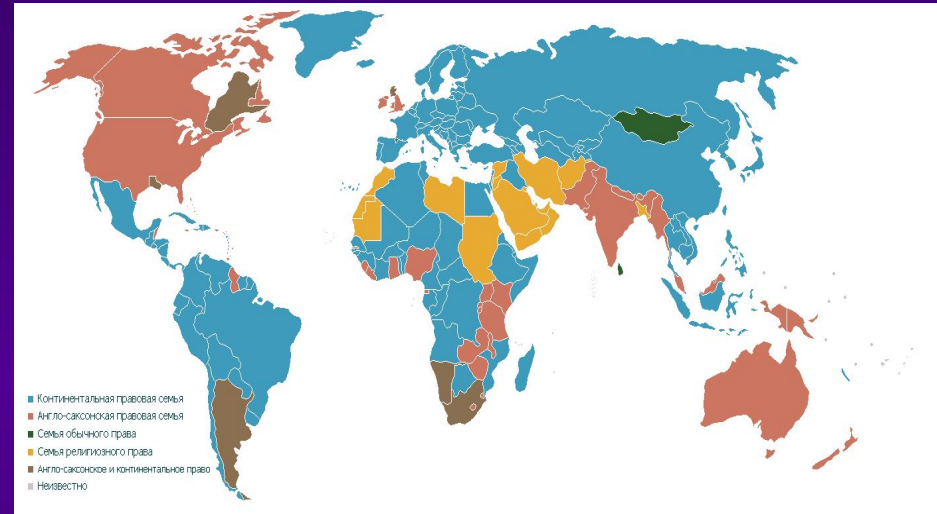 Континентальная правовая семья
Англо-саксонская правовая семья
Семья обычного права
Семья религиозного права
Англо-саксонское и континентальное право
Неизвестно